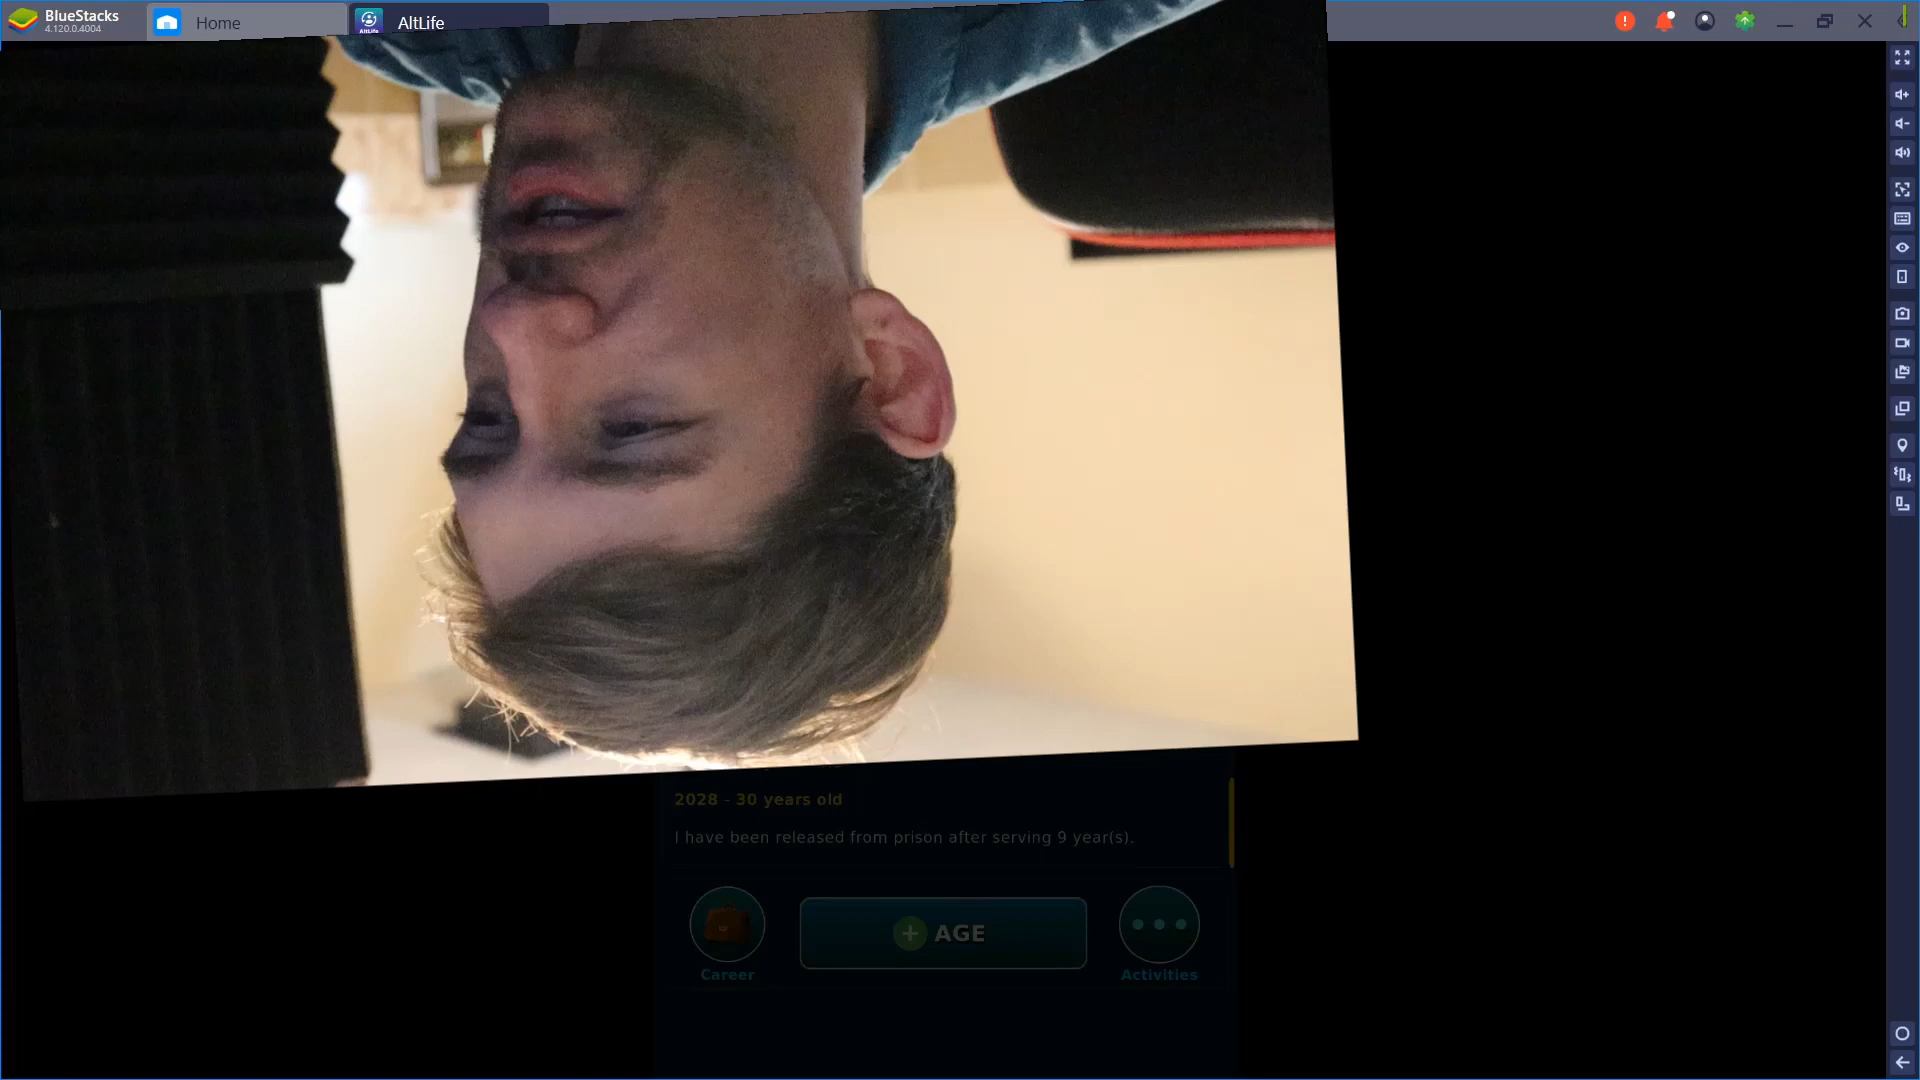 BlueStacks
4.120.0.4004
Home
AltLife
AltLife
2028 - 30 years old
I have been released from prison after serving 9 year(s).
+ AGE
Career
Activities